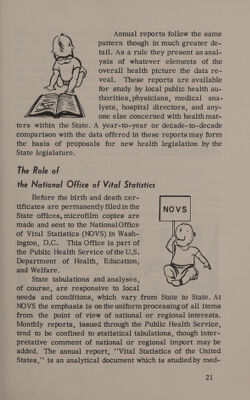 Annual reports follow the same
pattern though in much greater de-
tail. As a rule they present an anal-
ysis of whatever elements of the
overall health picture the data re-
veal. These reports are available
for study by local public health au-
thorities, physicians, medical ana-
lysts, hospital directors, and any-
one else concerned with health mat-
ters within the State. A year-to-year or decade-to-decade
comparison with the data offered in these reports may form
the basis of proposals for new health legislation by the
State legislature.
The Role of
the National Office of Vital Statistics
Before the birth and death cer-
tificates are permanently filed in the
State offices, microfilm copies are
made and sent to the National Office
of Vital Statistics (NOVS) in Wash-
ington, D.C. This Office is part of
the Public Health Service of the U.S.
Department of Health, Education,
and Welfare.
NOVS
State tabulations and analyses,
of course, are responsive to local
needs and conditions, which vary from State to State. At
NOVS the emphasis is on the uniform processing of all items
from the point of view of national or regional interests.
Monthly reports, issued through the Public Health Service,
tend to be confined to statistical tabulations, though inter-
pretative comment of national or regional import may be
added. The annual report, "Vital Statistics of the United
States," is an analytical document which is studied by med-
21